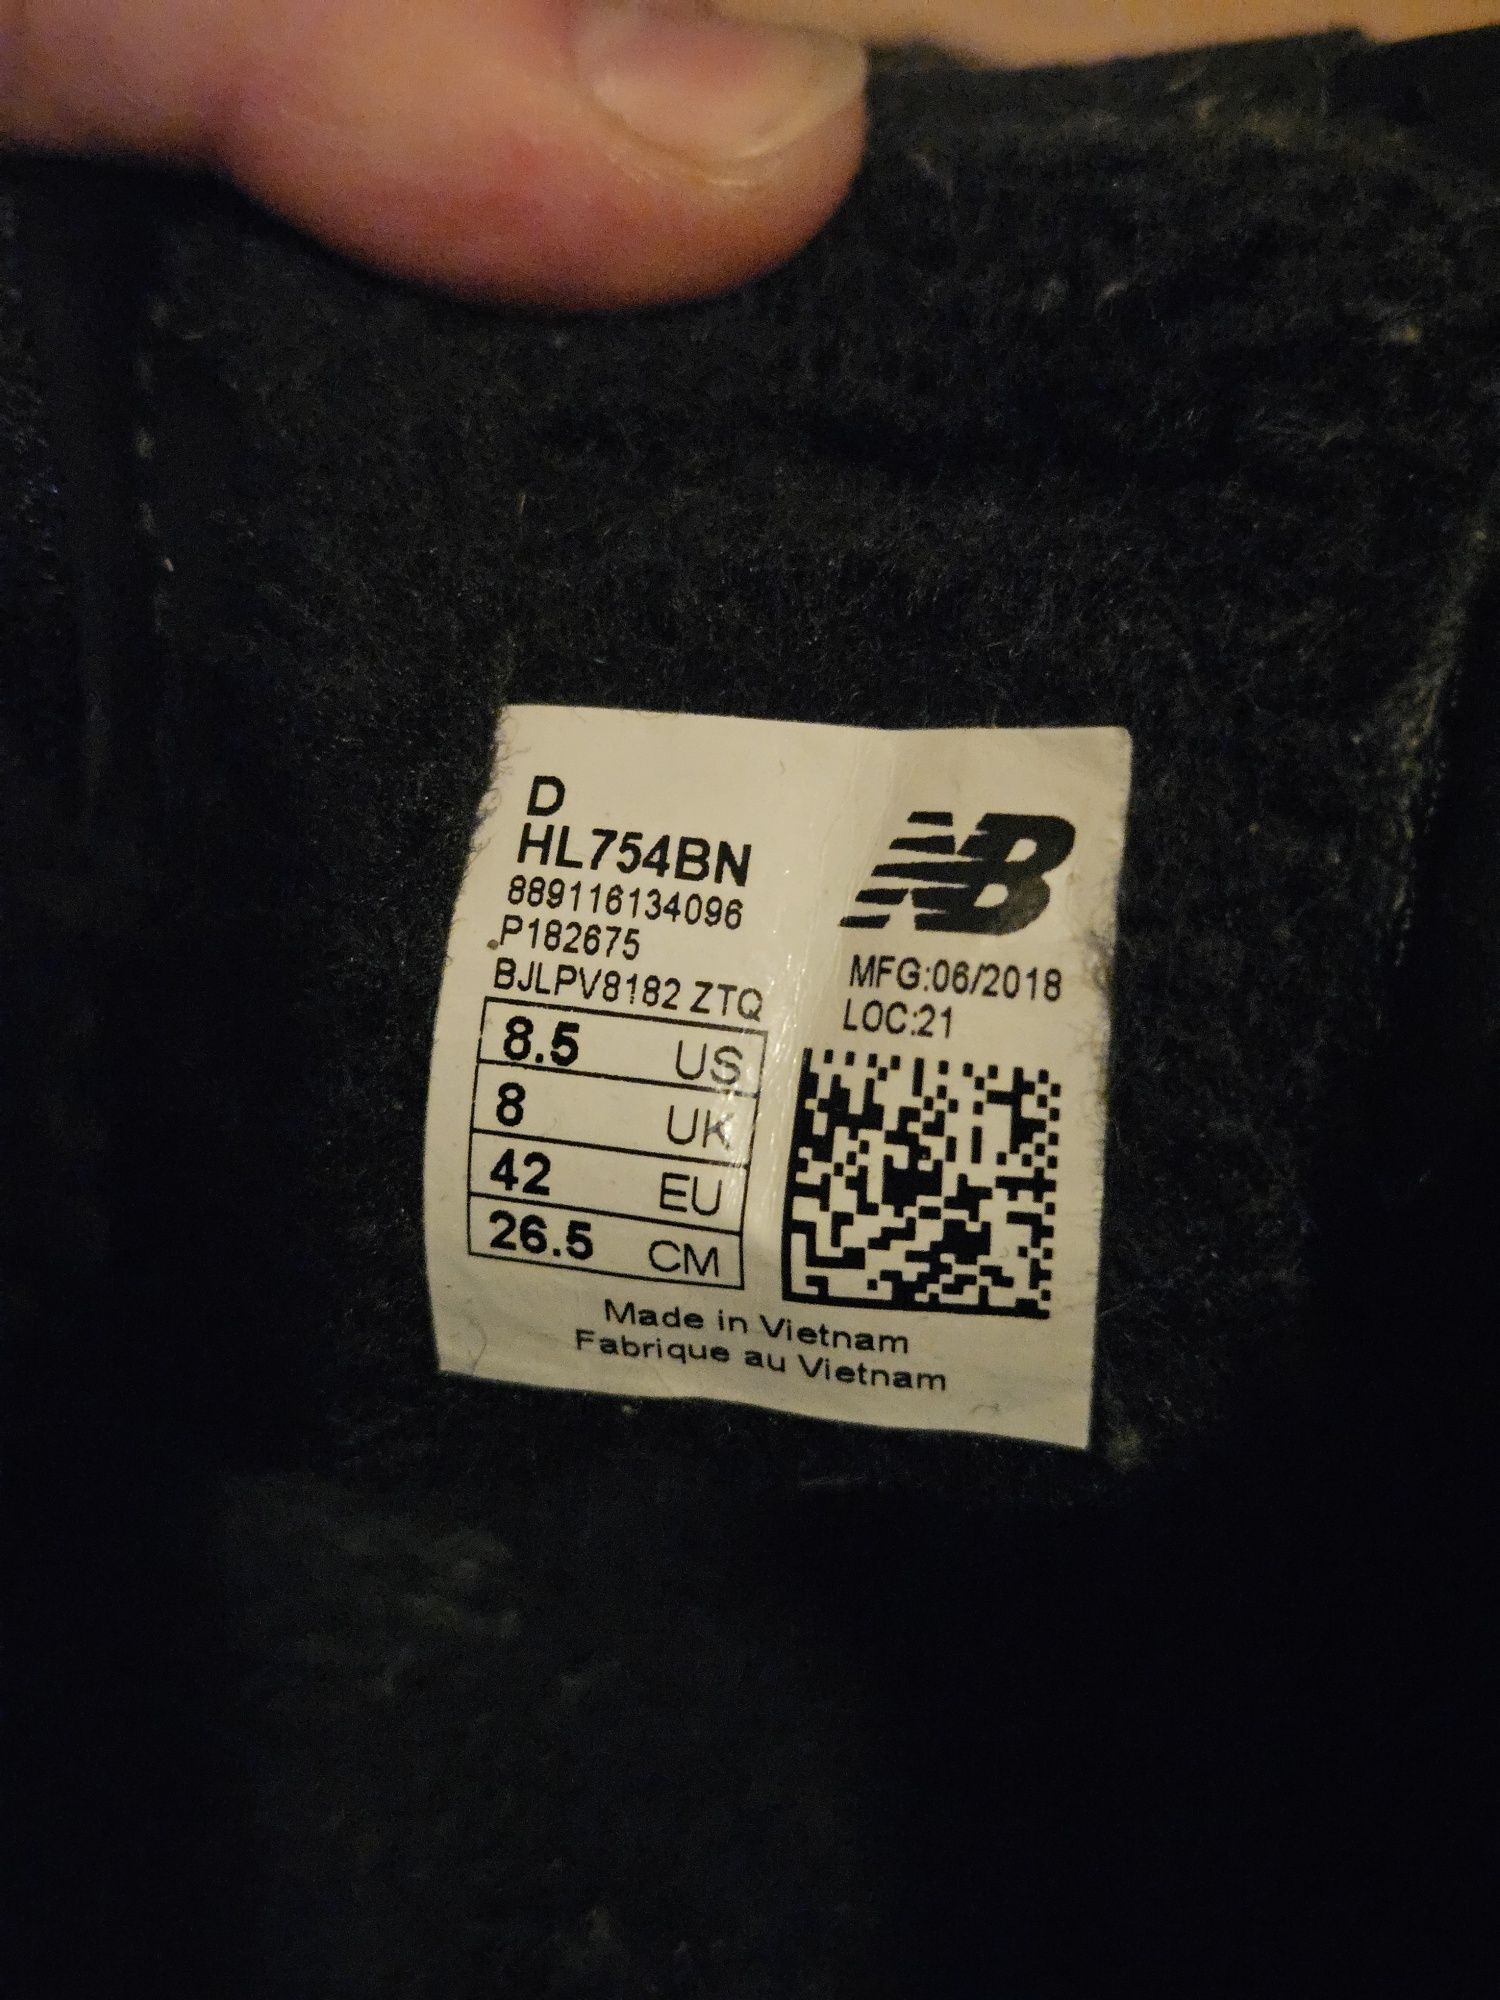 D
HL754BN
889116134096
P182675
BJLPV8182 ZTQ
8.5 US
8 UK
42 EU
26.5 CM
NB
MFG:06/2018
LOC:21
Made in Vietnam
Fabrique au Vietnam